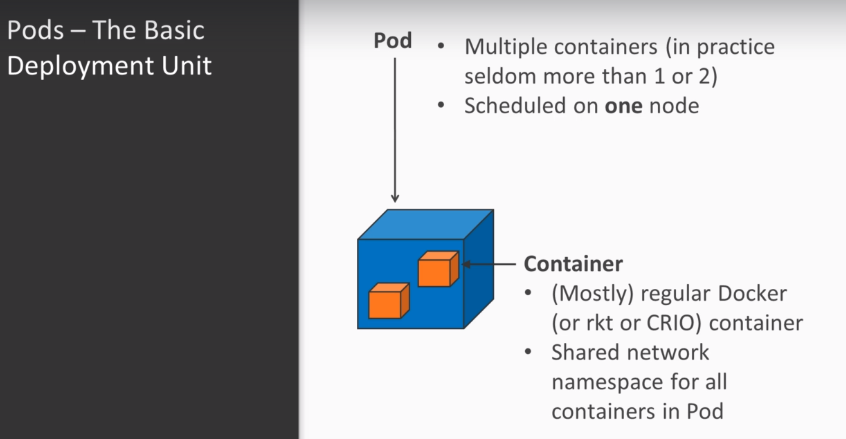 Pods – The Basic
Deployment Unit
Pod
• Multiple containers (in practice
seldom more than 1 or 2)
• Scheduled on one node
Container
• (Mostly) regular Docker
(or rkt or CRIO) container
• Shared network
namespace for all
containers in Pod